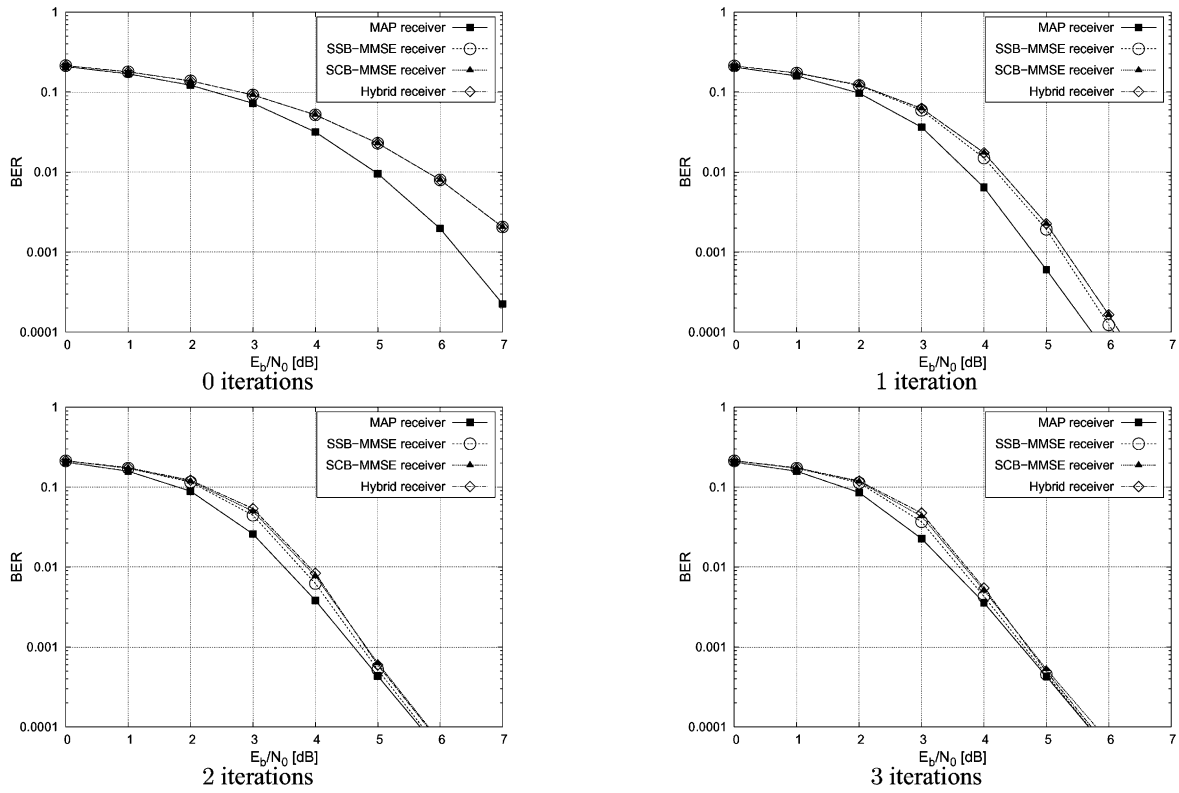 1
0.1
0.01
0.001
0.0001
BER
MAP receiver
SSB-MMSE receiver
SCB-MMSE receiver
Hybrid receiver
0 1 2 3 4 5 6 7
E_b/N_0 [dB]
0 iterations
1
0.1
0.01
0.001
0.0001
BER
MAP receiver
SSB-MMSE receiver
SCB-MMSE receiver
Hybrid receiver
0 1 2 3 4 5 6 7
E_b/N_0 [dB]
1 iteration
1
0.1
0.01
0.001
0.0001
BER
MAP receiver
SSB-MMSE receiver
SCB-MMSE receiver
Hybrid receiver
0 1 2 3 4 5 6 7
E_b/N_0 [dB]
2 iterations
1
0.1
0.01
0.001
0.0001
BER
MAP receiver
SSB-MMSE receiver
SCB-MMSE receiver
Hybrid receiver
0 1 2 3 4 5 6 7
E_b/N_0 [dB]
3 iterations